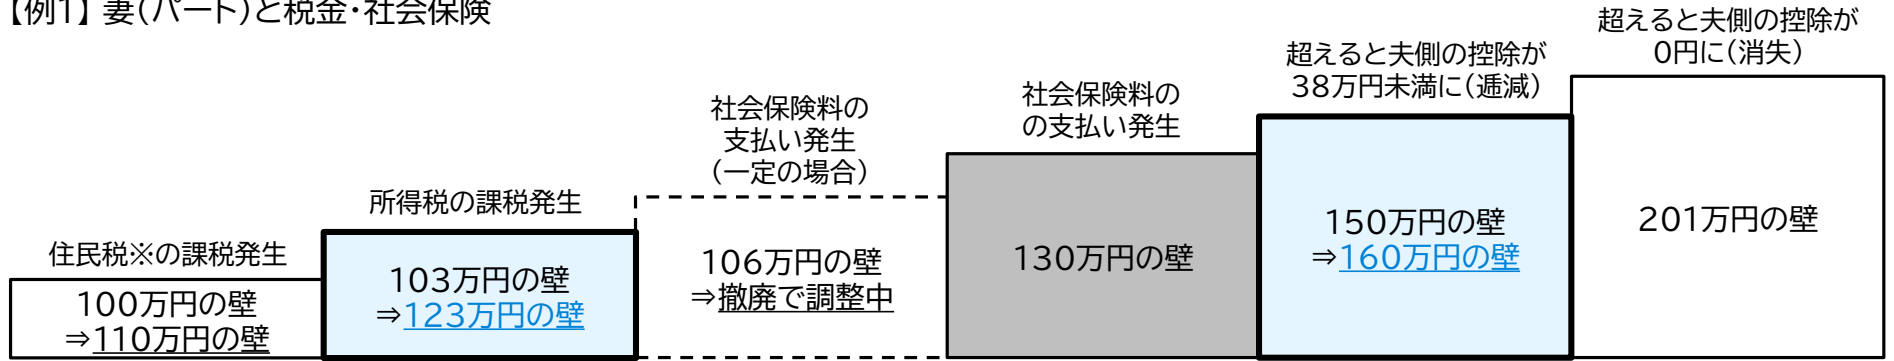 【例1】妻(パート)と税金・社会保険
住民税※の課税発生
100万円の壁
⇒110万円の壁
所得税の課税発生
103万円の壁
⇒123万円の壁
社会保険料の
支払い発生
(一定の場合)
106万円の壁
⇒撤廃で調整中
社会保険料の
の支払い発生
130万円の壁
超えると夫側の控除が
38万円未満に(逓減)
150万円の壁
⇒160万円の壁
超えると夫側の控除が
0円に(消失)
201万円の壁